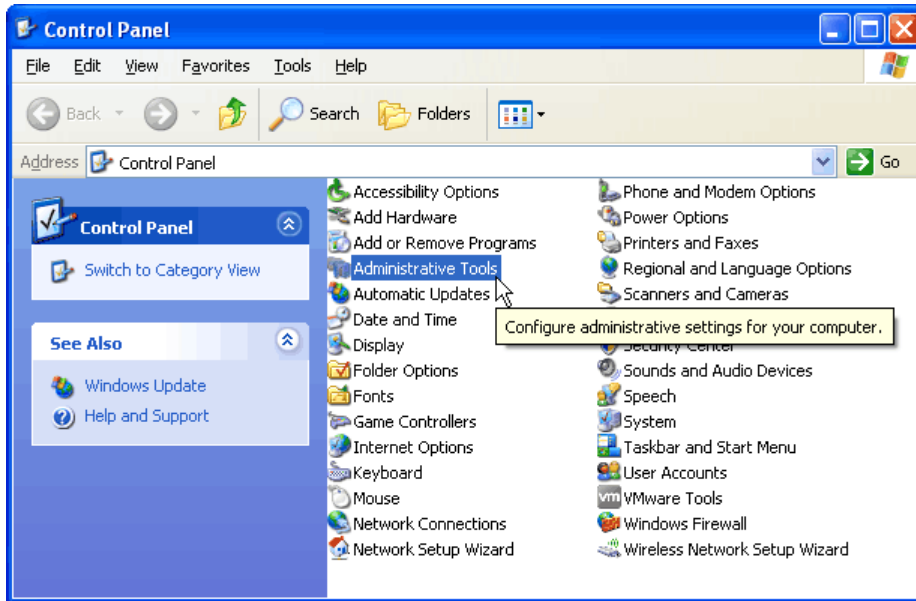 Control Panel
File Edit View Favorites Tools Help
Back Search Folders
Address Control Panel Go
Control Panel
Switch to Category View
See Also
Windows Update
Help and Support
Accessibility Options
Add Hardware
Add or Remove Programs
Administrative Tools
Automatic Updates
Date and Time
Display
Folder Options
Fonts
Game Controllers
Internet Options
Keyboard
Mouse
Network Connections
Network Setup Wizard
Phone and Modem Options
Power Options
Printers and Faxes
Regional and Language Options
Scanners and Cameras
Configure administrative settings for your computer.
Security Center
Sounds and Audio Devices
Speech
System
Taskbar and Start Menu
User Accounts
vm VMware Tools
Windows Firewall
Wireless Network Setup Wizard